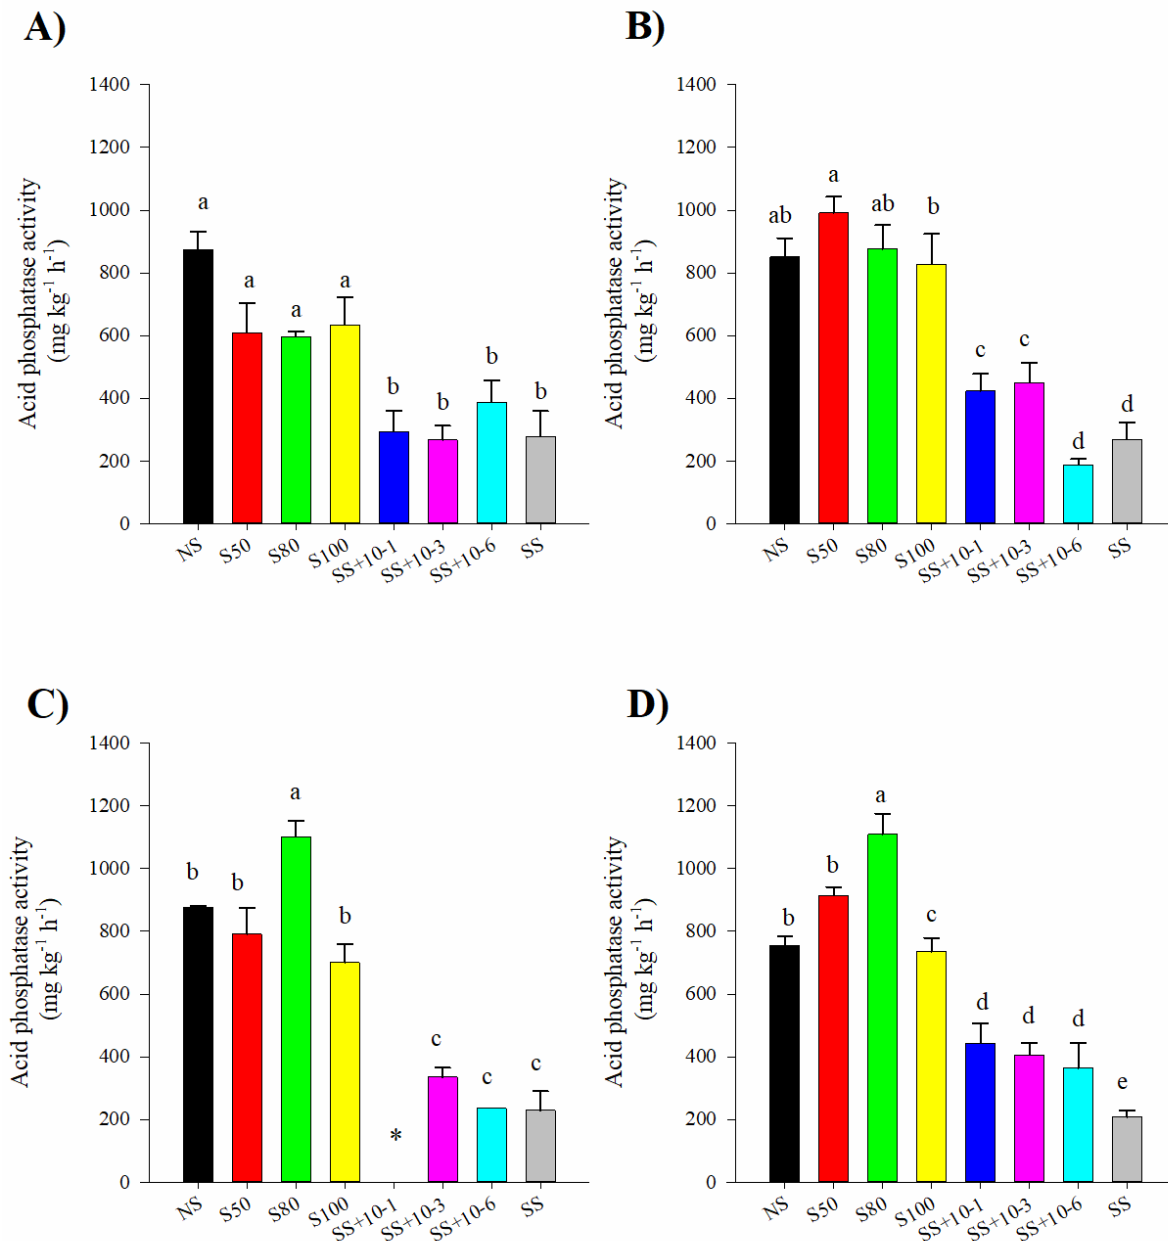 A)
B)
1400
1200
1000
800
600
400
200
0
Acid phosphatase activity
(mg kg⁻¹ h⁻¹)
a
a
a
a
b
b
b
b
NS
S50
S80
S100
SS+10-1
SS+10-3
SS+10-6
SS
1400
1200
1000
800
600
400
200
0
Acid phosphatase activity
(mg kg⁻¹ h⁻¹)
ab
a
ab
b
c
c
d
d
NS
S50
S80
S100
SS+10-1
SS+10-3
SS+10-6
SS
C)
D)
1400
1200
1000
800
600
400
200
0
Acid phosphatase activity
(mg kg⁻¹ h⁻¹)
b
b
a
b
*
c
c
c
NS
S50
S80
S100
SS+10-1
SS+10-3
SS+10-6
SS
1400
1200
1000
800
600
400
200
0
Acid phosphatase activity
(mg kg⁻¹ h⁻¹)
b
b
a
c
d
d
d
e
NS
S50
S80
S100
SS+10-1
SS+10-3
SS+10-6
SS